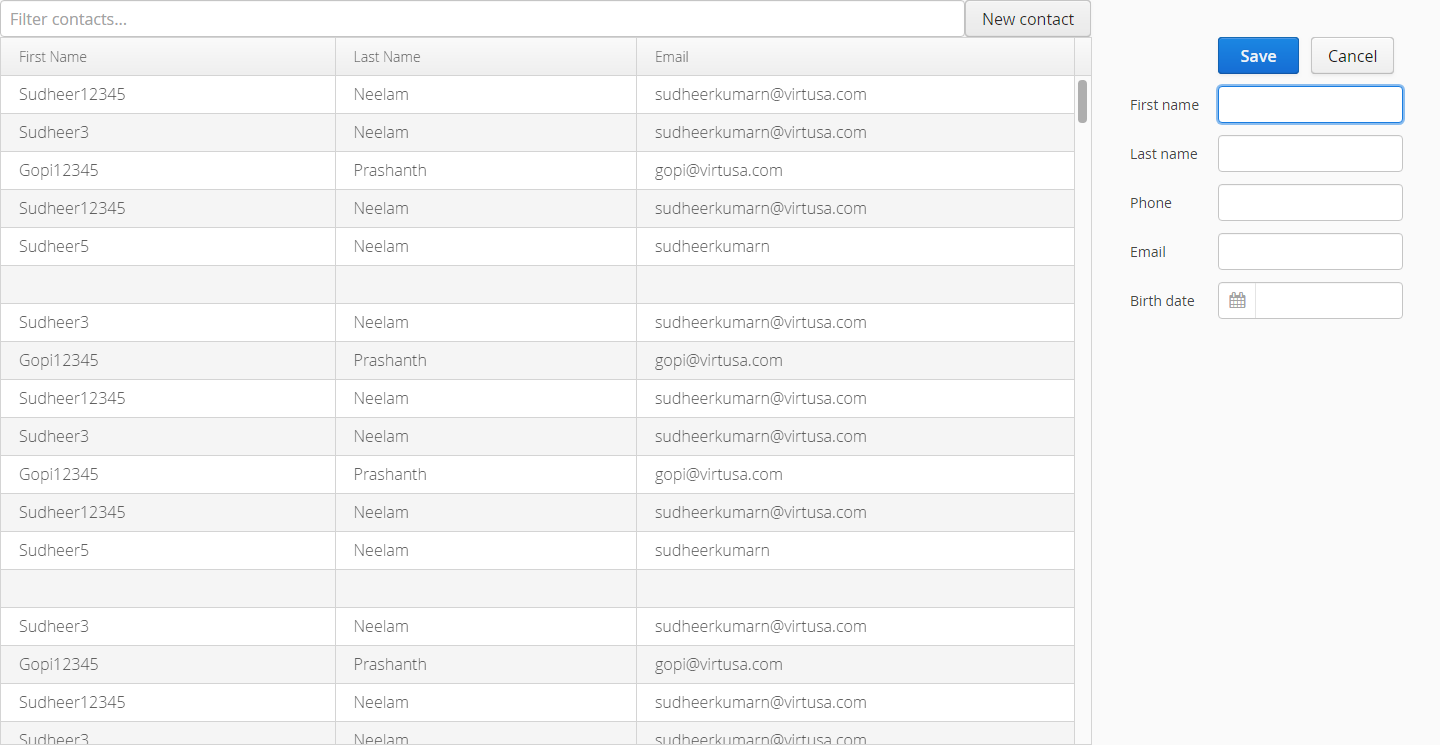 Filter contacts...
New contact
First Name Last Name Email
Sudheer12345 Neelam sudheerkumarn@virtusa.com
Sudheer3 Neelam sudheerkumarn@virtusa.com
Gopi12345 Prashanth gopi@virtusa.com
Sudheer12345 Neelam sudheerkumarn@virtusa.com
Sudheer5 Neelam sudheerkumarn
Sudheer3 Neelam sudheerkumarn@virtusa.com
Gopi12345 Prashanth gopi@virtusa.com
Sudheer12345 Neelam sudheerkumarn@virtusa.com
Sudheer3 Neelam sudheerkumarn@virtusa.com
Gopi12345 Prashanth gopi@virtusa.com
Sudheer12345 Neelam sudheerkumarn@virtusa.com
Sudheer5 Neelam sudheerkumarn
Sudheer3 Neelam sudheerkumarn@virtusa.com
Gopi12345 Prashanth gopi@virtusa.com
Sudheer12345 Neelam sudheerkumarn@virtusa.com
Sudheer3 Neelam sudheerkumarn@virtusa.com
Save Cancel
First name
Last name
Phone
Email
Birth date